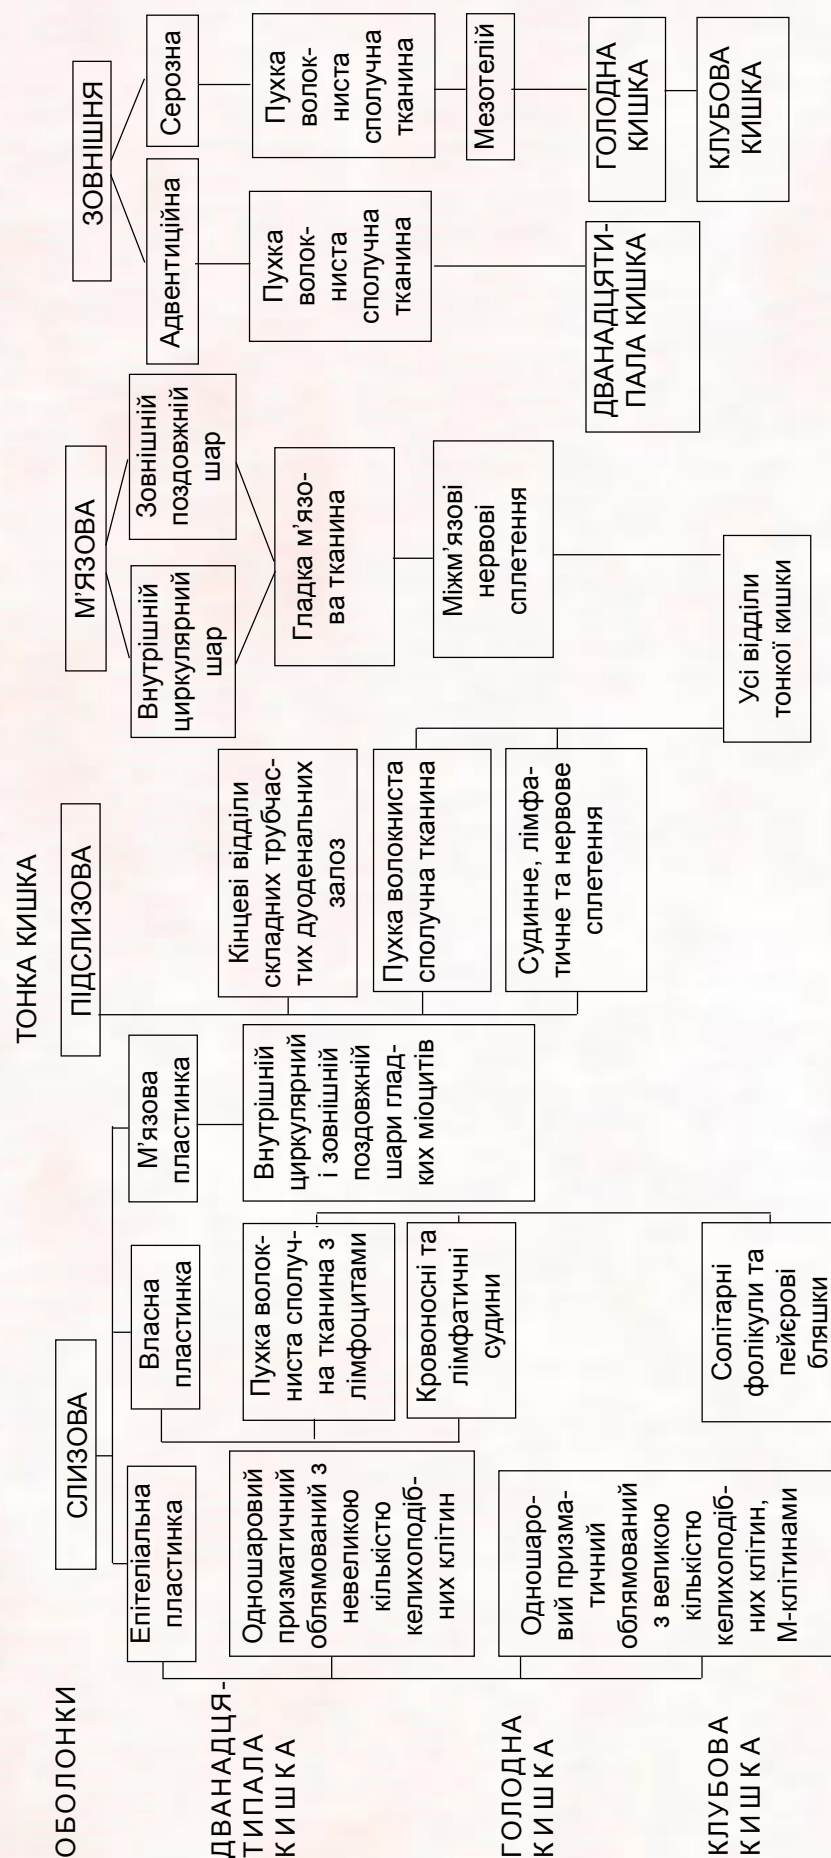 ТОНКА КИШКА
ОБОЛОНКИ
СЛИЗОВА
ПІДСЛИЗОВА
М’ЯЗОВА
ЗОВНІШНЯ
Епітеліальна
пластинка
Власна
пластинка
М’язова
пластинка
Внутрішній
циркулярний
шар
Зовнішній
поздовжній
шар
Адвентиційна
Серозна
ДВАНАДЦЯ-
ТИПАЛА
КИШКА
Одношаровий
призматичний
облямований з
невеликою
кількістю
келихоподіб-
них клітин
Пухка волок-
ниста сполуч-
на тканина з
лімфоцитами
Кровоносні та
лімфатичні
судини
Внутрішній
циркулярний
і зовнішній
поздовжній
шари глад-
ких міоцитів
Кінцеві відділи
складних трубчас-
тих дуоденальних
залоз
Пухка волокниста
сполучна тканина
Судинне, лімфа-
тичне та нервове
сплетення
Гладка м’язо-
ва тканина
Міжм’язові
нервові
сплетення
Пухка
волок-
ниста
сполучна
тканина
Пухка
волок-
ниста
сполучна
тканина
Мезотелій
ГОЛОДНА
КИШКА
Одношаро-
вий призма-
тичний
облямований
з великою
кількістю
келихоподіб-
них клітин,
М-клітинами
ДВАНАДЦЯТИ-
ПАЛА КИШКА
ГОЛОДНА
КИШКА
КЛУБОВА
КИШКА
Солітарні
фолікули та
пейєрові
бляшки
Усі відділи
тонкої кишки
КЛУБОВА
КИШКА